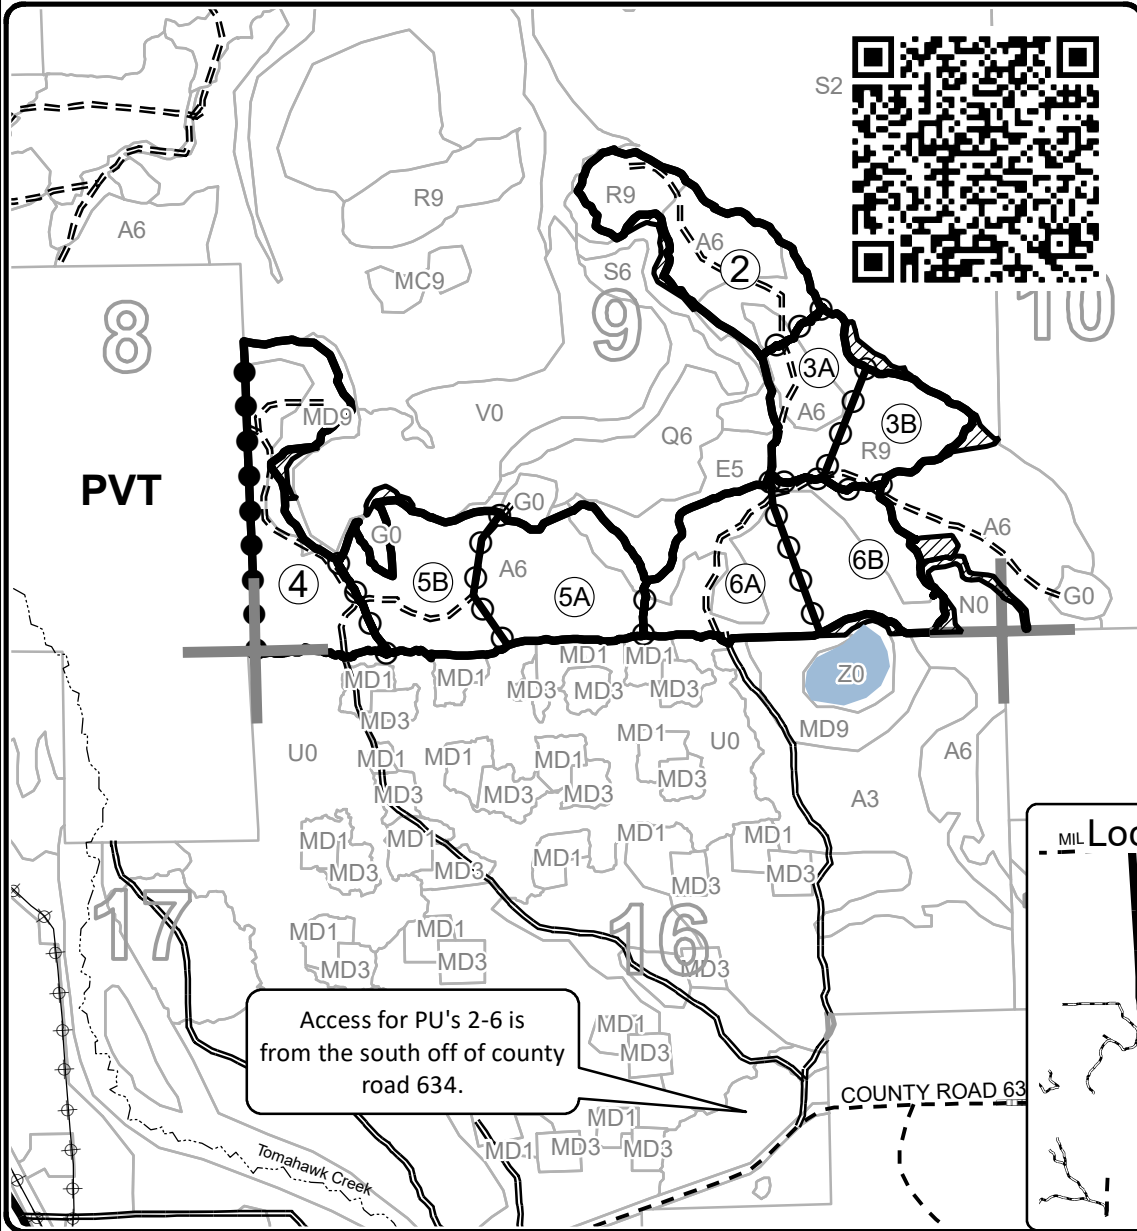 S2
R9
R9
A6
A6
2
S6
MC9
8
9
10
3A
MD9
V0
A6
3B
Q6
R9
E5
PVT
G0
G0
A6
A6
4
5B
5A
6A
6B
N0
G0
MD1
MD1
MD1
MD1
Z0
MD3
MD3
MD3
MD3
MD9
U0
MD1
U0
A6
MD1
MD1
MD1
MD3
MD3
MD3
MD3
A3
MD1
MD1
MD1
MD1
MD1
MD3
MD3
MD3
MD3
17
16
MD1
MD1
MD3
MD3
MD3
Access for PU's 2-6 is
from the south off of county
road 634.
MD1
MD3
COUNTY ROAD 63
MIL Loc
MD1
MD1
MD3
MD3
Tomahawk Creek